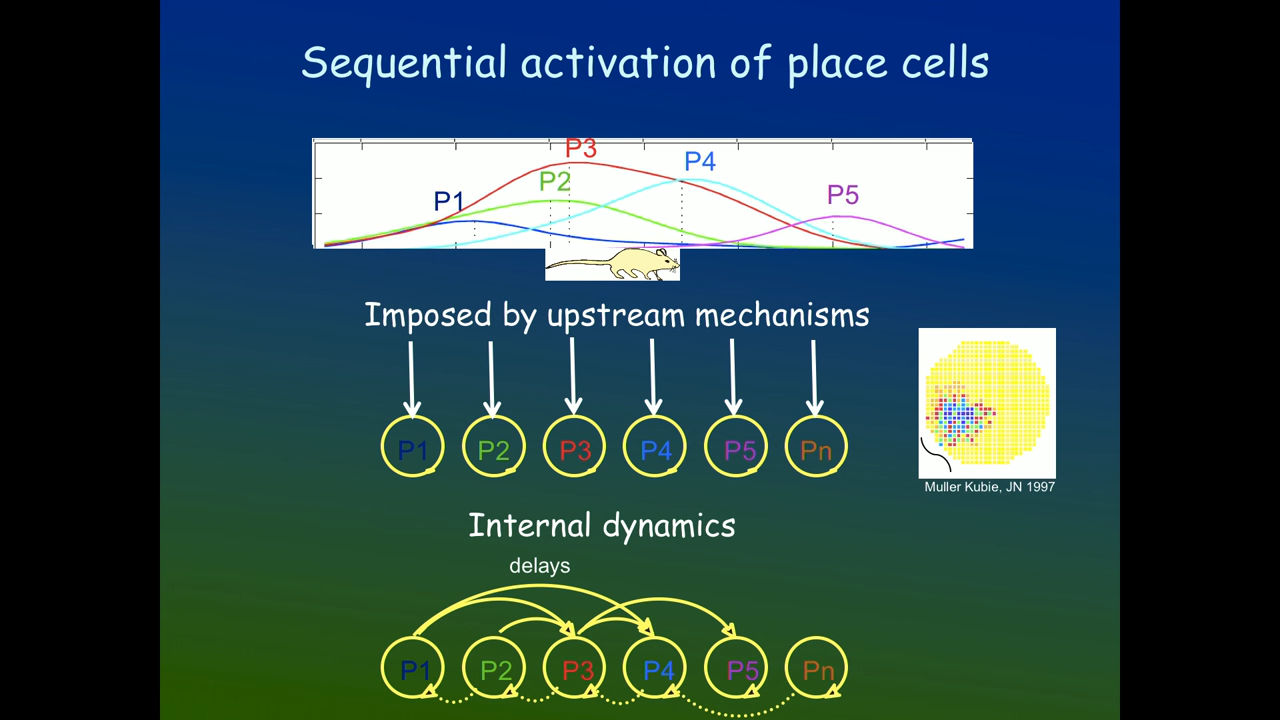 Sequential activation of place cells
P3
P4
P2
P5
P1
Imposed by upstream mechanisms
P1 P2 P3 P4 P5 Pn
Muller Kubie, JN 1997
Internal dynamics
delays
P1 P2 P3 P4 P5 Pn